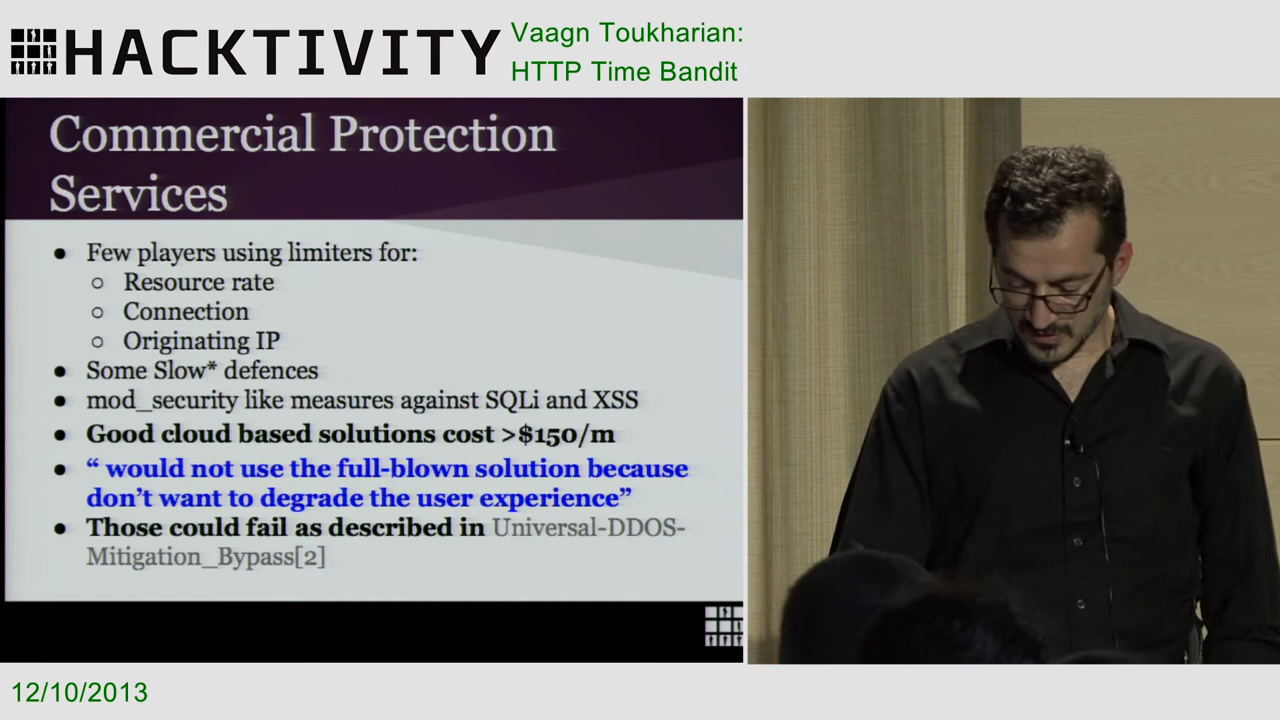 HACKTIVITY
Vaagn Toukharian:
HTTP Time Bandit
Commercial Protection
Services
● Few players using limiters for:
○ Resource rate
○ Connection
○ Originating IP
● Some Slow* defences
● mod_security like measures against SQLi and XSS
● Good cloud based solutions cost >$150/m
● “ would not use the full-blown solution because
don’t want to degrade the user experience”
● Those could fail as described in Universal-DDOS-
Mitigation_Bypass[2]
12/10/2013